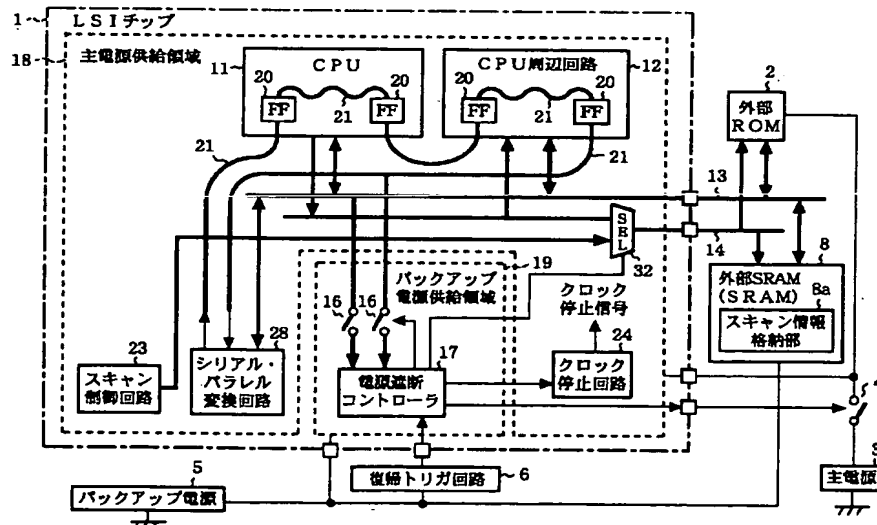 1
LSIチップ
18
主電源供給領域
11
CPU
20
FF
20
FF
21
CPU周辺回路
12
20
FF
20
FF
21
21
21
2
外部
ROM
13
14
SEL
32
8
外部SRAM
(SRAM)
8a
スキャン情報
格納部
バックアップ
電源供給領域
19
クロック
停止信号
16
16
17
電源遮断
コントローラ
24
クロック
停止回路
23
スキャン
制御回路
28
シリアル・
パラレル
変換回路
4
3
主電源
5
バックアップ電源
復帰トリガ回路
6